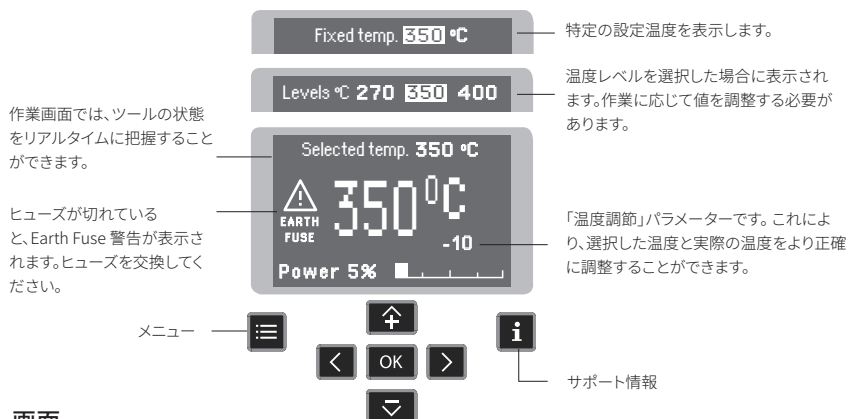 Fixed temp. 350 ºC
特定の設定温度を表示します。
Levels ºC 270 350 400
温度レベルを選択した場合に表示され
ます。作業に応じて値を調整する必要が
あります。
作業画面では、ツールの状態
をリアルタイムに把握すること
ができます。
Selected temp. 350 ºC
ヒューズが切れている
と、Earth Fuse 警告が表示さ
れます。ヒューズを交換してく
ださい。
EARTH
FUSE
350ºC
-10
Power 5%
「温度調節」パラメーターです。これによ
り、選択した温度と実際の温度をより正確
に調整することができます。
メニュー
OK
i
サポート情報
画面